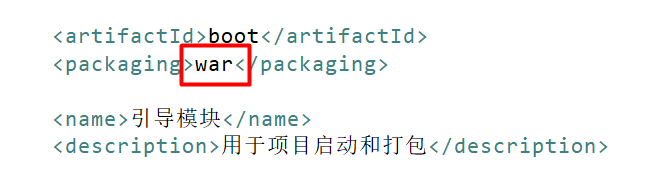 <artifactId>boot</artifactId>
<packaging>war</packaging>
<name>引导模块</name>
<description>用于项目启动和打包</description>